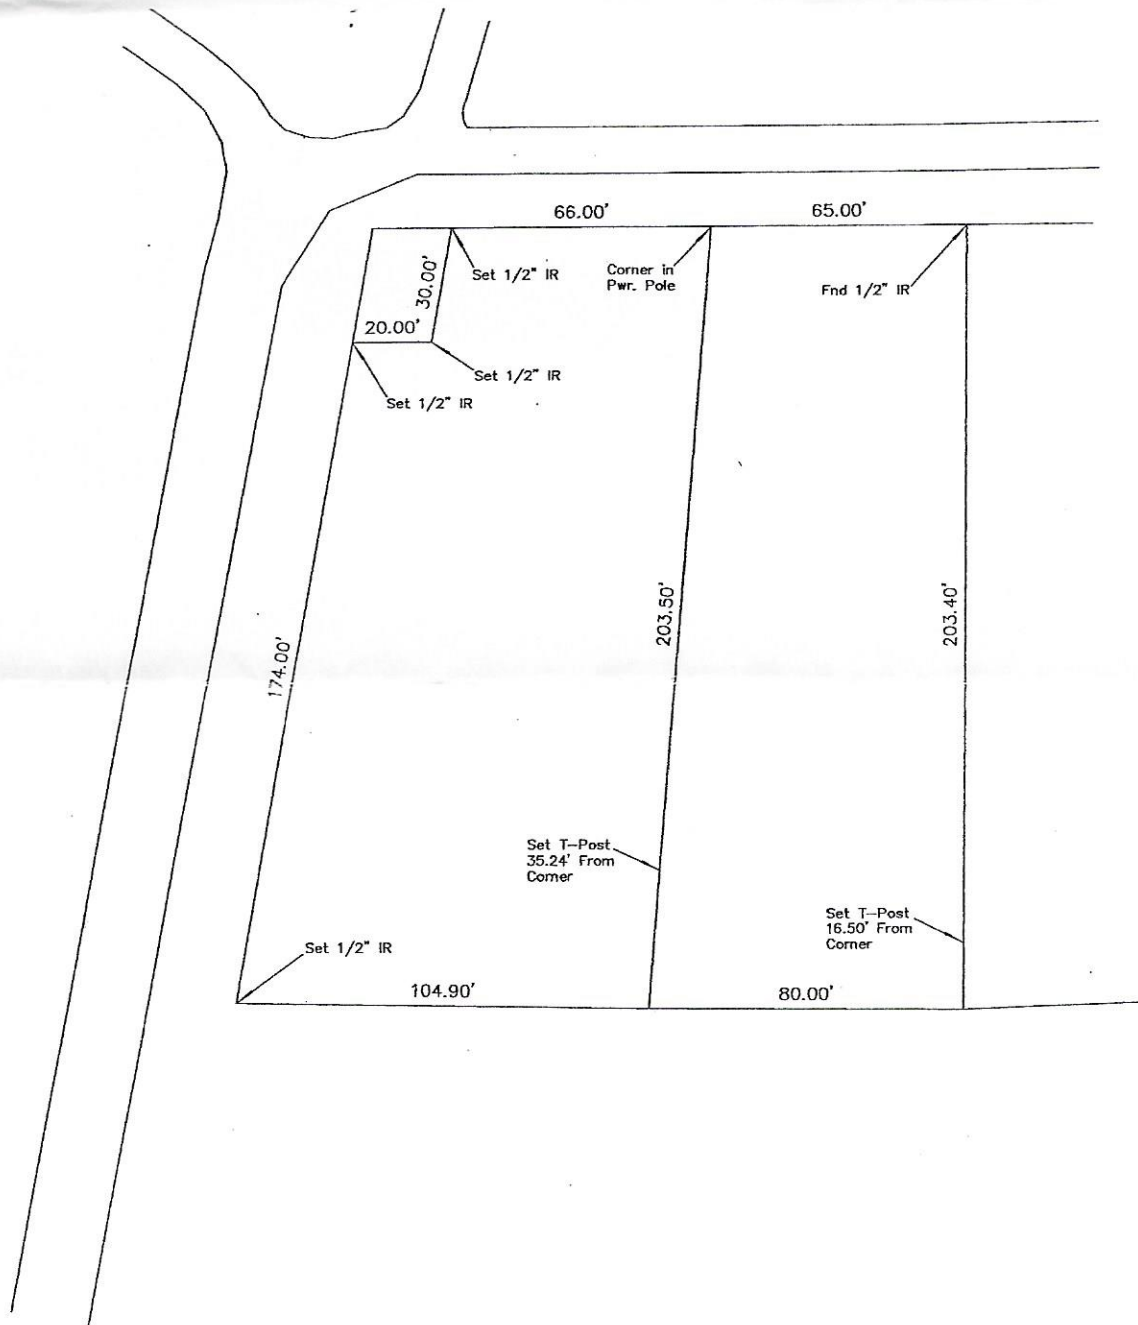 66.00'
65.00'
30.00'
Set 1/2" IR
Corner in
Pwr. Pole
Fnd 1/2" IR
20.00'
Set 1/2" IR
Set 1/2" IR
203.50'
203.40'
174.00'
Set T-Post
35.24' From
Corner
Set T-Post
16.50' From
Corner
Set 1/2" IR
104.90'
80.00'